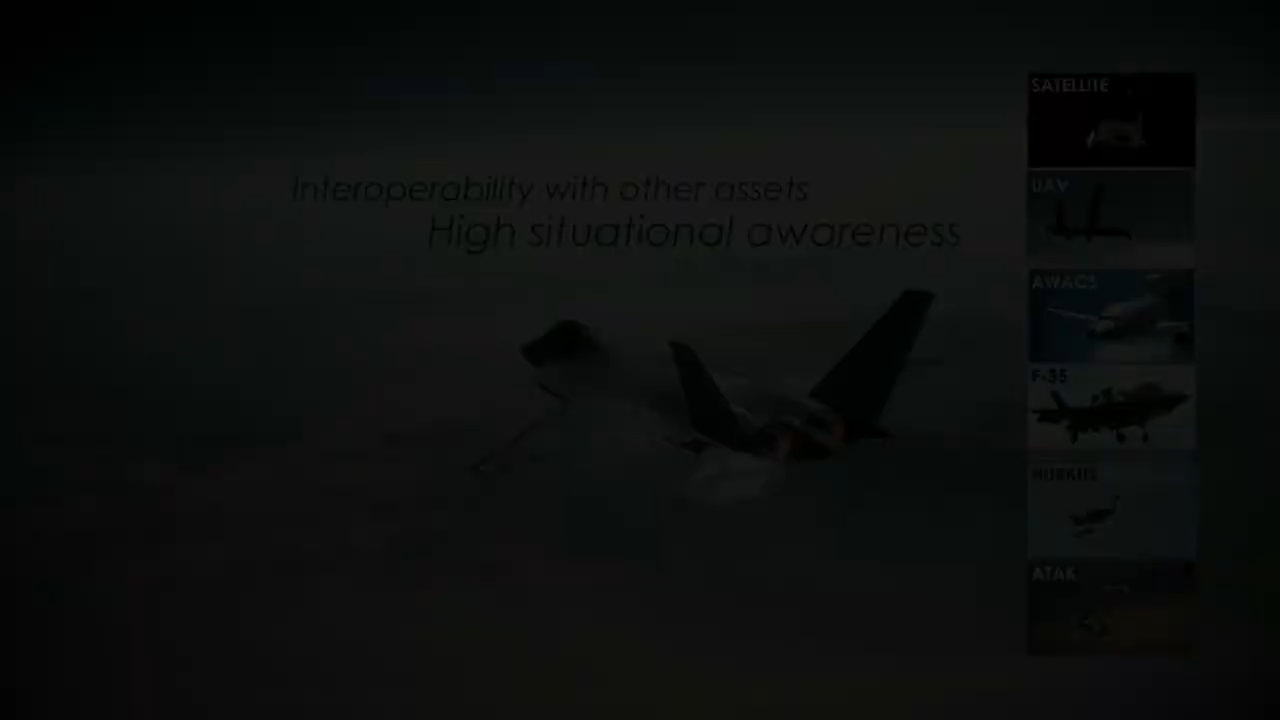 Interoperability with other assets
High situational awareness
SATELLITE
UAV
AWACS
F-35
HURKUS
ATAK